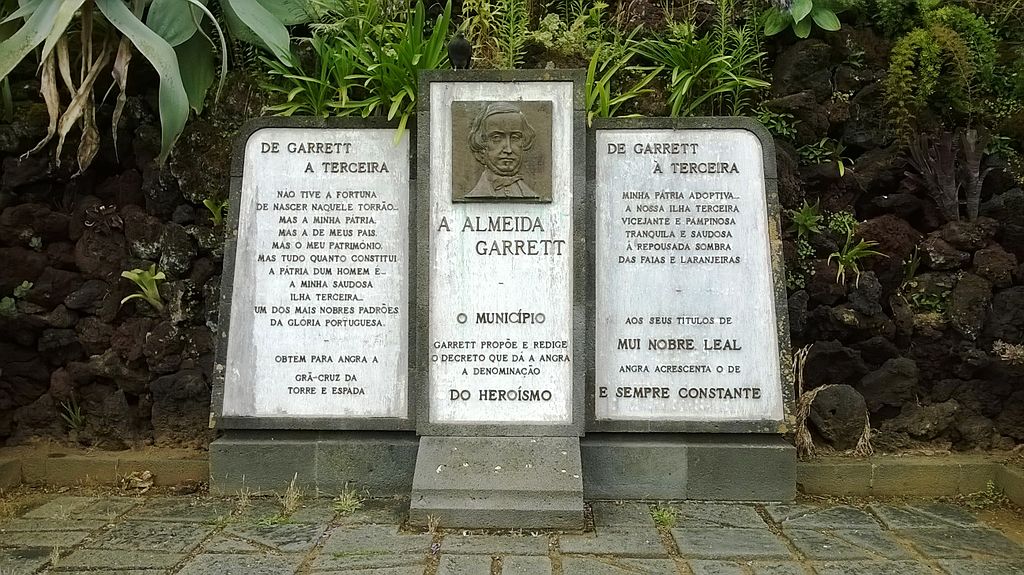 DE GARRETT
À TERCEIRA
NÃO TIVE A FORTUNA
DE NASCER NAQUELE TORRÃO...
MAS A MINHA PÁTRIA,
MAS A DE MEUS PAIS,
MAS O MEU PATRIMÓNIO,
MAS TUDO QUANTO CONSTITUI
A PÁTRIA DUM HOMEM É...
A MINHA SAUDOSA
ILHA TERCEIRA...
UM DOS MAIS NOBRES PADRÕES
DA GLÓRIA PORTUGUESA.
OBTEM PARA ANGRA A
GRÃ-CRUZ DA
TORRE E ESPADA
A ALMEIDA
GARRETT
-
O MUNICÍPIO
GARRETT PROPÕE E REDIGE
O DECRETO QUE DÁ A ANGRA
A DENOMINAÇÃO
DO HEROÍSMO
DE GARRETT
À TERCEIRA
MINHA PÁTRIA ADOPTIVA...
A NOSSA ILHA TERCEIRA
VICEJANTE E PAMPINOSA
TRANQUILA E SAUDOSA
À REPOUSADA SOMBRA
DAS FAIAS E LARANJEIRAS
-
AOS SEUS TÍTULOS DE
MUI NOBRE LEAL
ANGRA ACRESCENTA O DE
E SEMPRE CONSTANTE